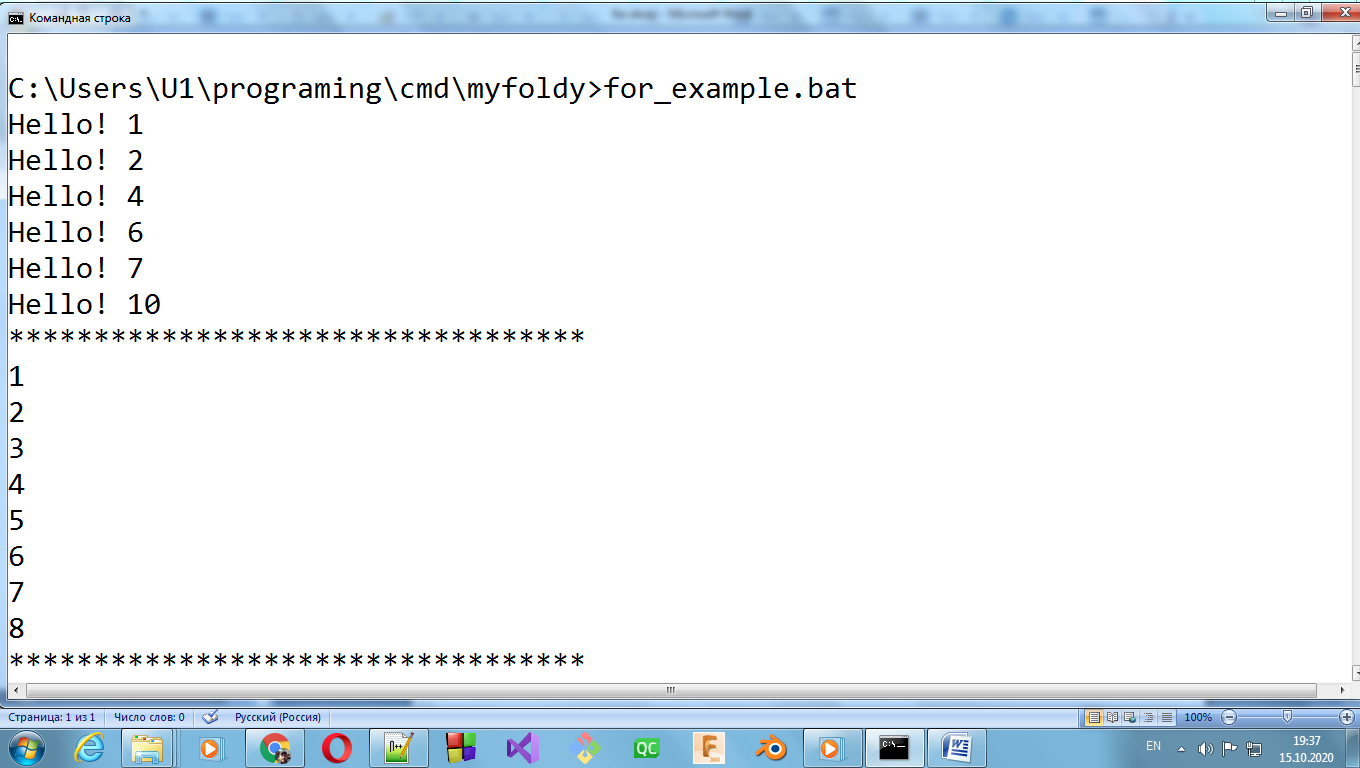 Командная строка
C:\Users\U1\programing\cmd\myfoldy>for_example.bat
Hello! 1
Hello! 2
Hello! 4
Hello! 6
Hello! 7
Hello! 10
**********************************
1
2
3
4
5
6
7
8
**********************************
Страница: 1 из 1 Число слов: 0 Русский (Россия) 100%
QC
F
360
n++
C:\_
W
EN
19:37
15.10.2020